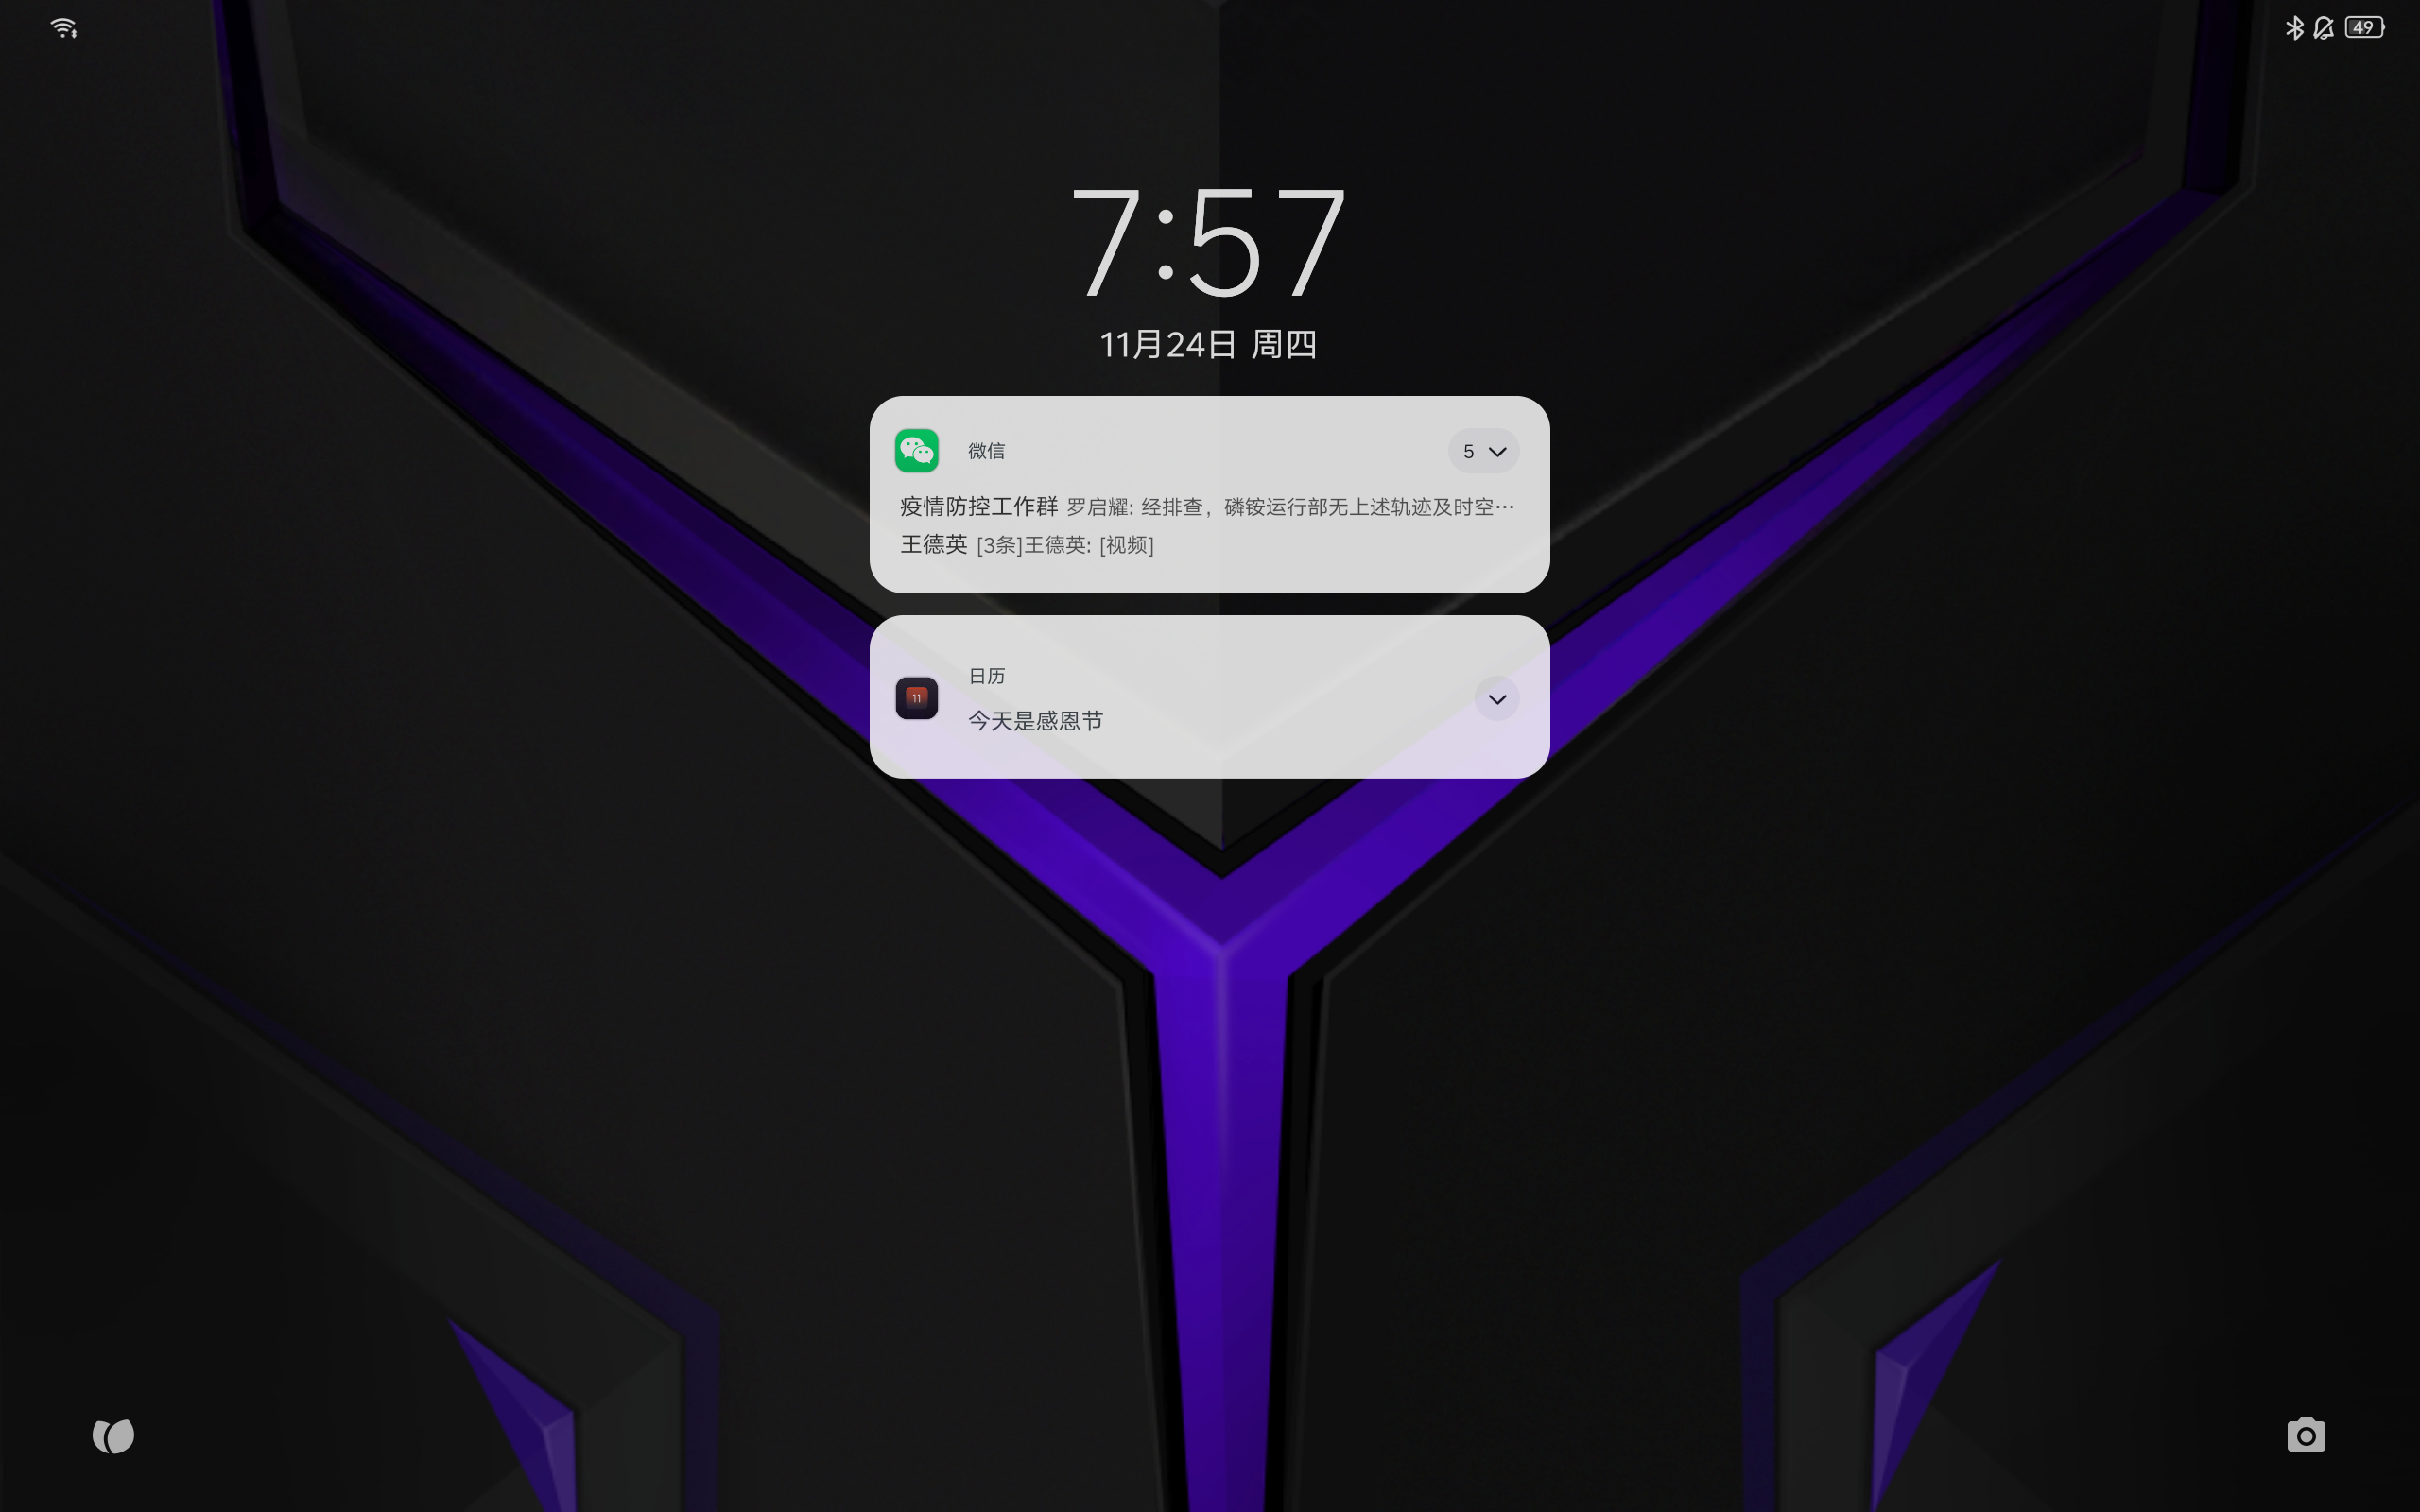 49
7:57
11月24日 周四
微信
5
疫情防控工作群 罗启耀: 经排查，磷铵运行部无上述轨迹及时空…
王德英 [3条]王德英: [视频]
日历
11
今天是感恩节